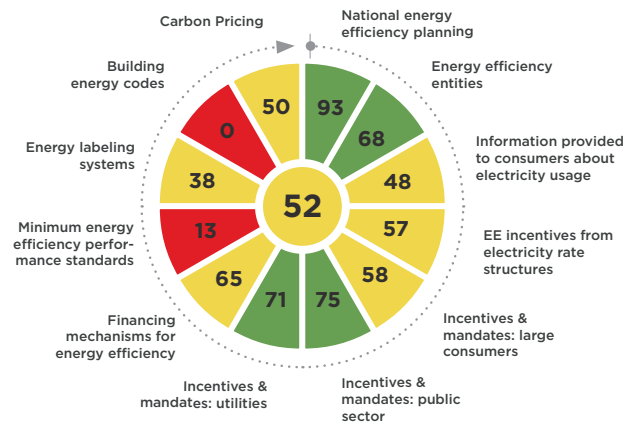 National energy
efficiency planning
93
Energy efficiency
entities
68
Information provided
to consumers about
electricity usage
48
EE incentives from
electricity rate
structures
57
Incentives &
mandates: large
consumers
58
Incentives &
mandates: public
sector
75
Incentives &
mandates: utilities
71
Financing
mechanisms for
energy efficiency
65
Minimum energy
efficiency perfor-
mance standards
13
Energy labeling
systems
38
Building
energy codes
0
Carbon Pricing
50
52